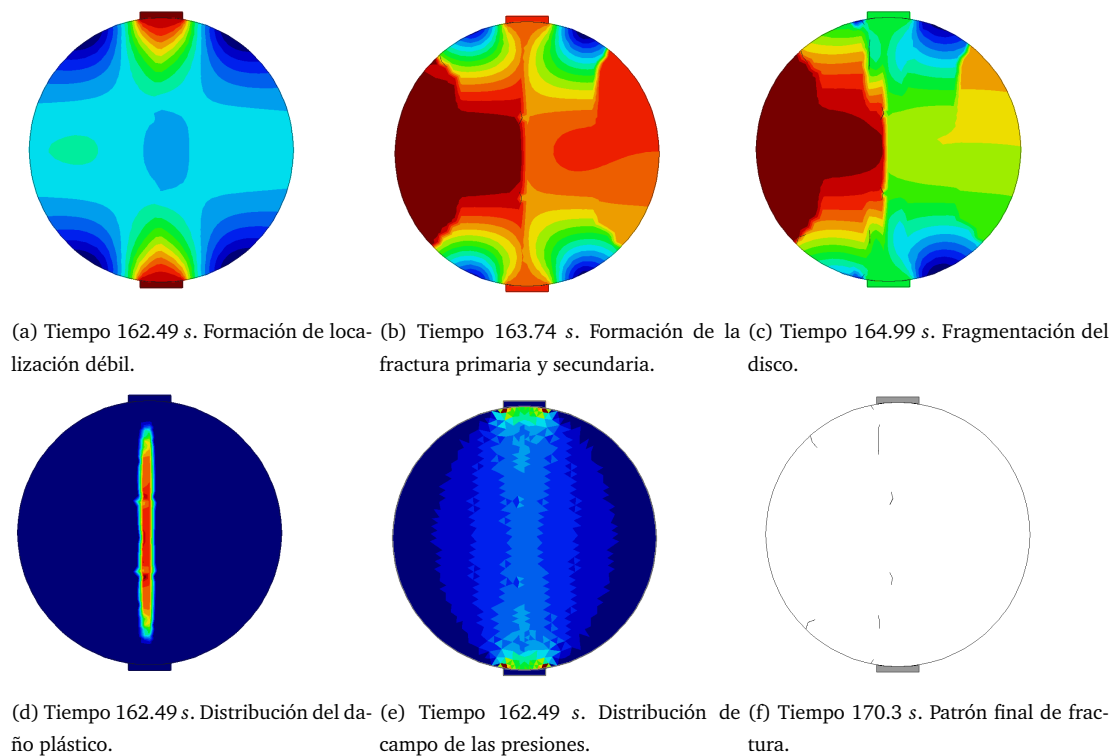 (a) Tiempo 162.49 s. Formación de loca-
lización débil.
(b) Tiempo 163.74 s. Formación de la
fractura primaria y secundaria.
(c) Tiempo 164.99 s. Fragmentación del
disco.
(d) Tiempo 162.49 s. Distribución del da-
ño plástico.
(e) Tiempo 162.49 s. Distribución de
campo de las presiones.
(f) Tiempo 170.3 s. Patrón final de frac-
tura.